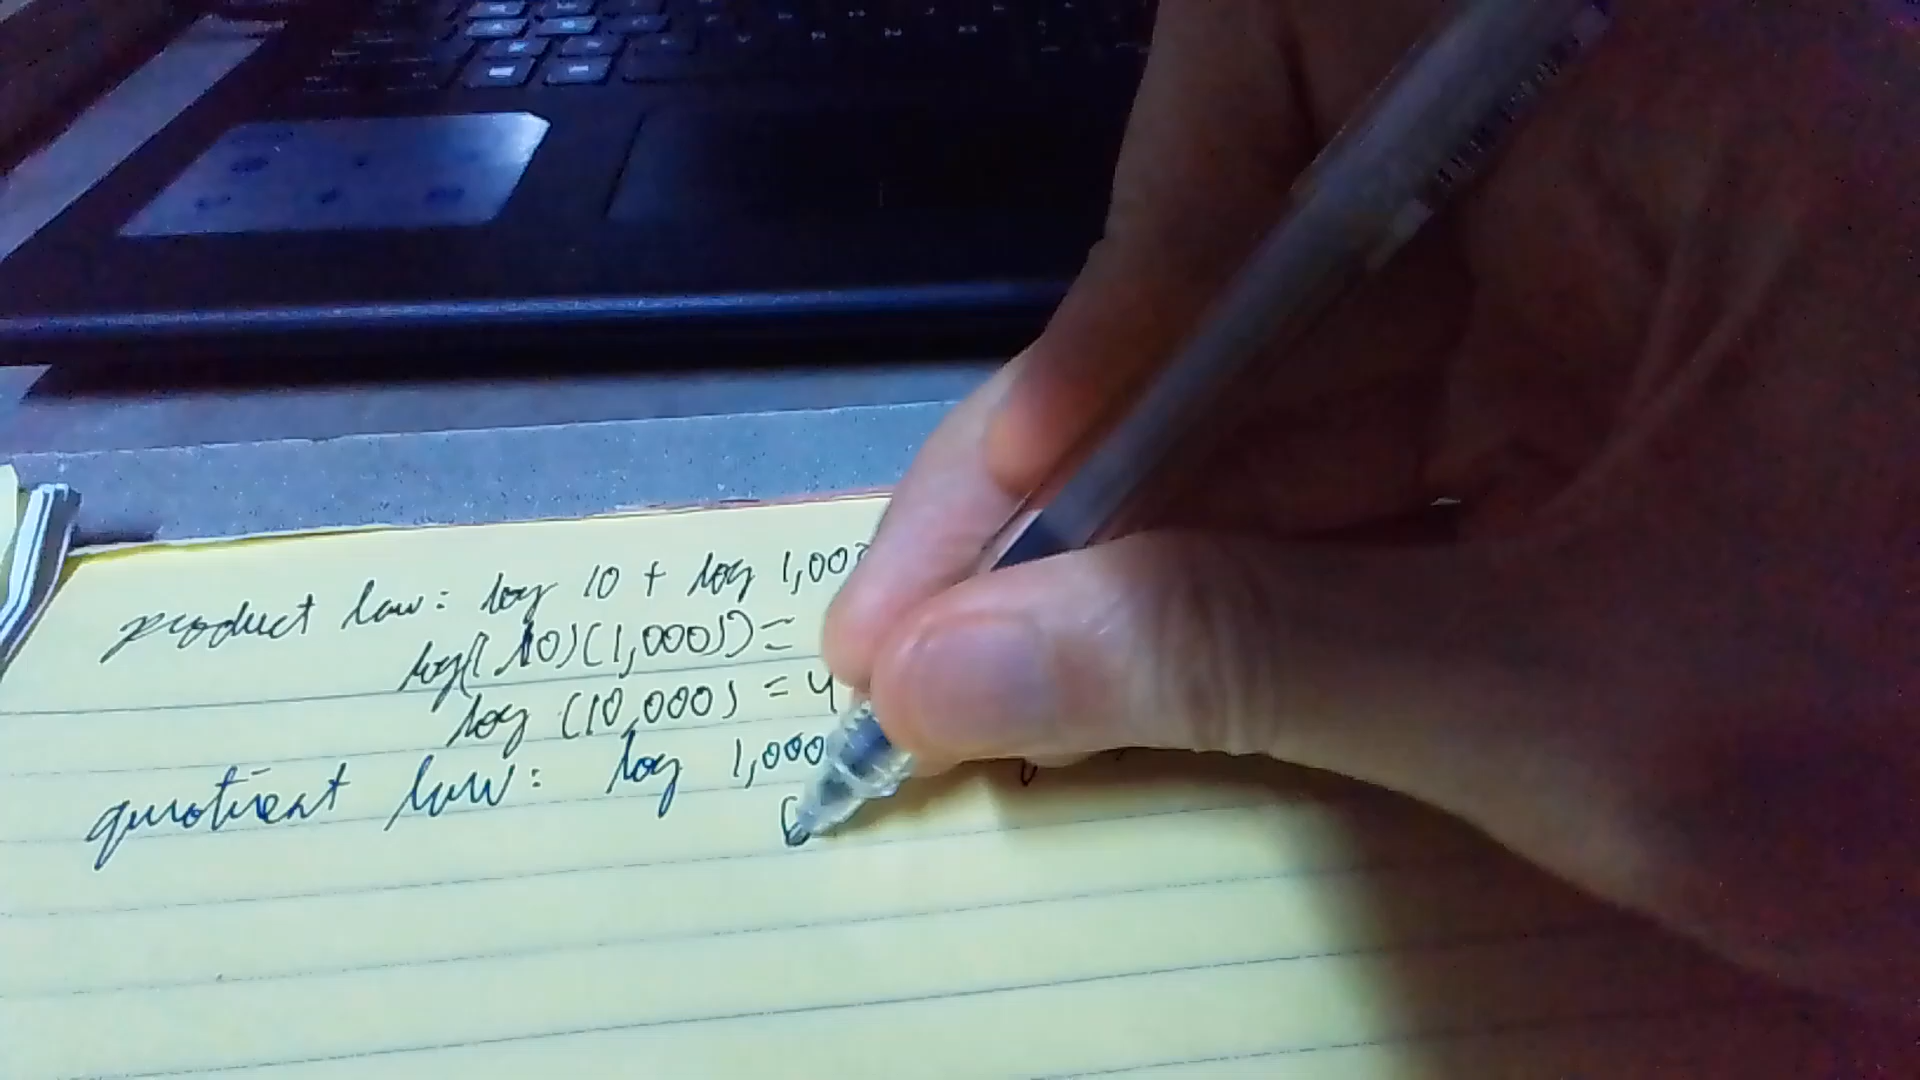 product law: log 10 + log 1,000
log((10)(1,000)) =
log (10,000) = 4
quotient law: log 1,000